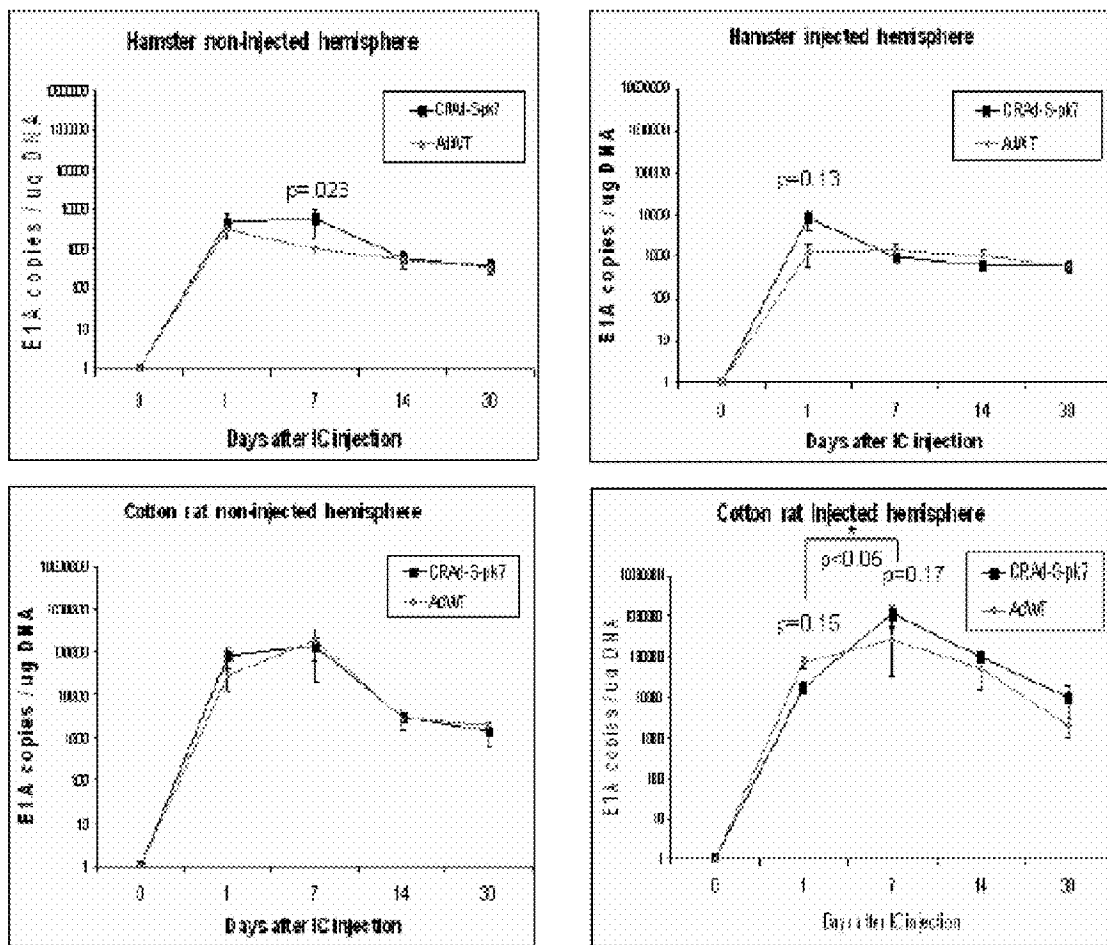 Hamster non-injected hemisphere
E1A copies / ug DNA
10000000
1000000
100000
10000
1000
100
10
1
CRAd-S-pk7
AdWT
p= 023
0 1 7 14 30
Days after IC injection
Hamster injected hemisphere
E1A copies / ug DNA
10000000
1000000
100000
10000
1000
100
10
1
CRAd-S-pk7
AdWT
p=0.13
0 1 7 14 30
Days after IC injection
Cotton rat non-injected hemisphere
E1A copies / ug DNA
10000000
1000000
100000
10000
1000
100
10
1
CRAd-S-pk7
AdWT
0 1 7 14 30
Days after IC injection
Cotton rat injected hemisphere
E1A copies / ug DNA
10000000
1000000
100000
10000
1000
100
10
1
CRAd-S-pk7
AdWT
*
p<0.05
p=0.17
p=0.15
0 1 7 14 30
Days after IC injection